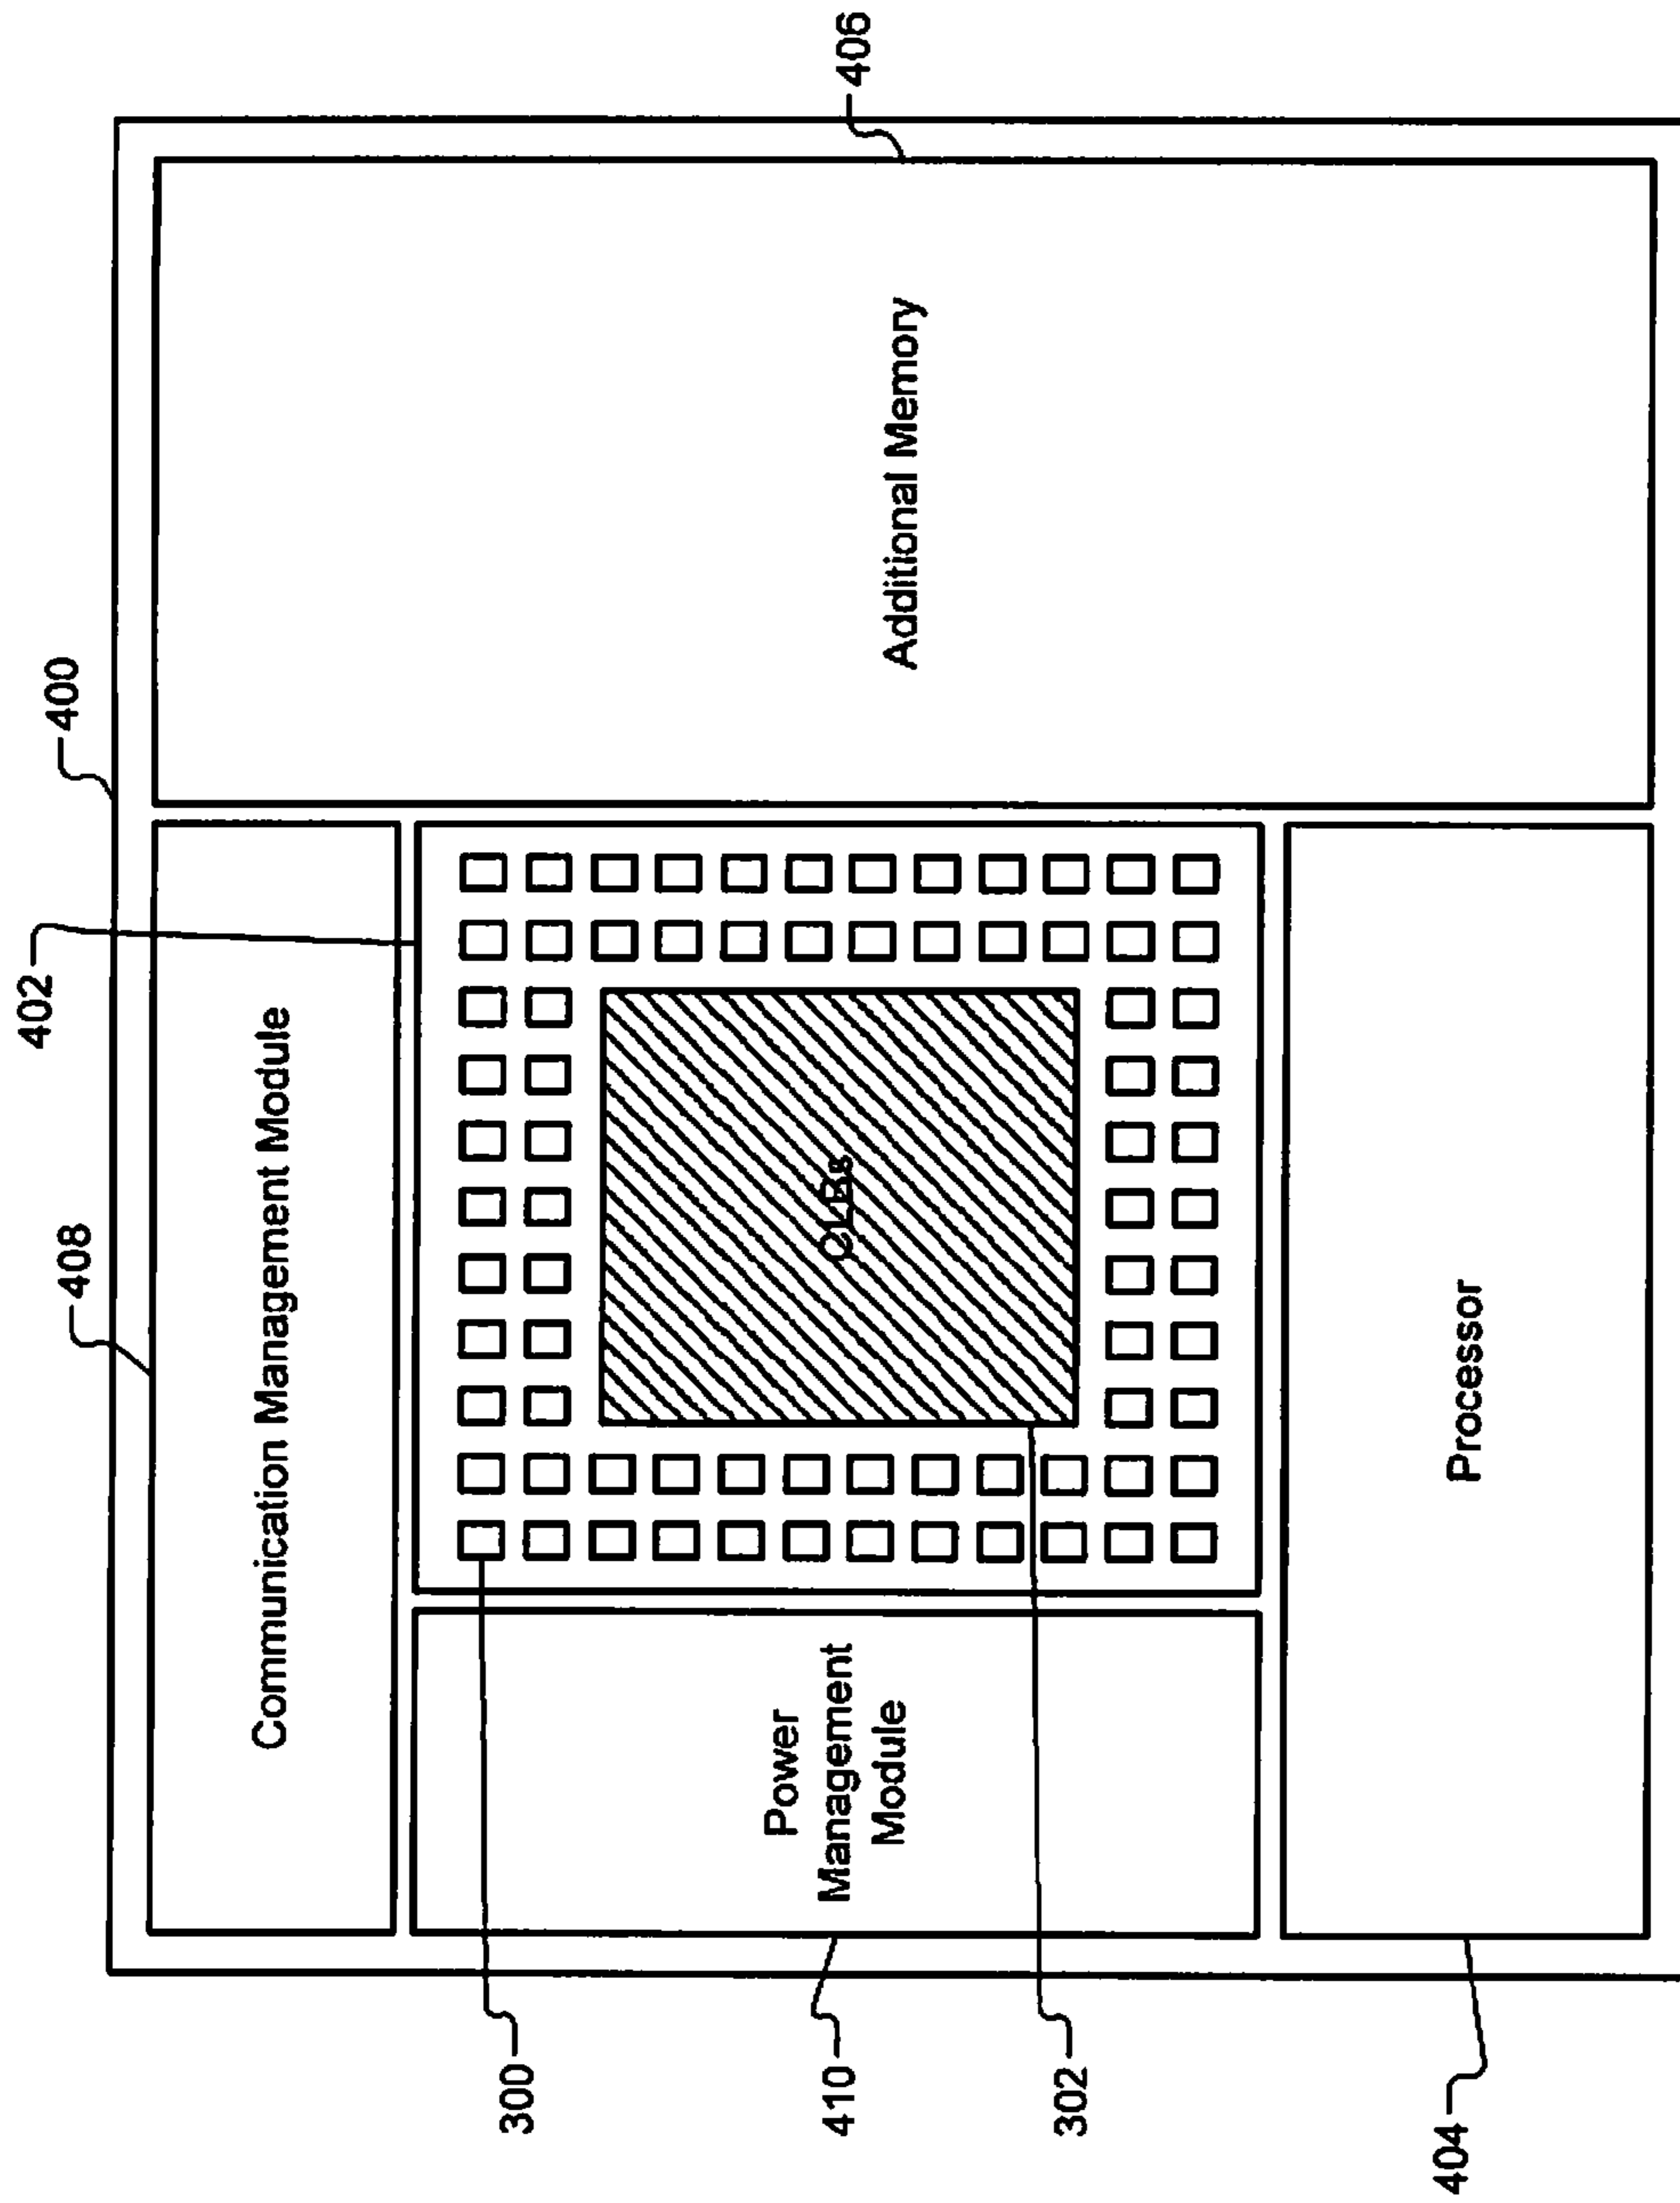 402
400
408
Communication Management Module
300
410
Power
Management
Module
CLBs
406
Additional Memory
302
Processor
404